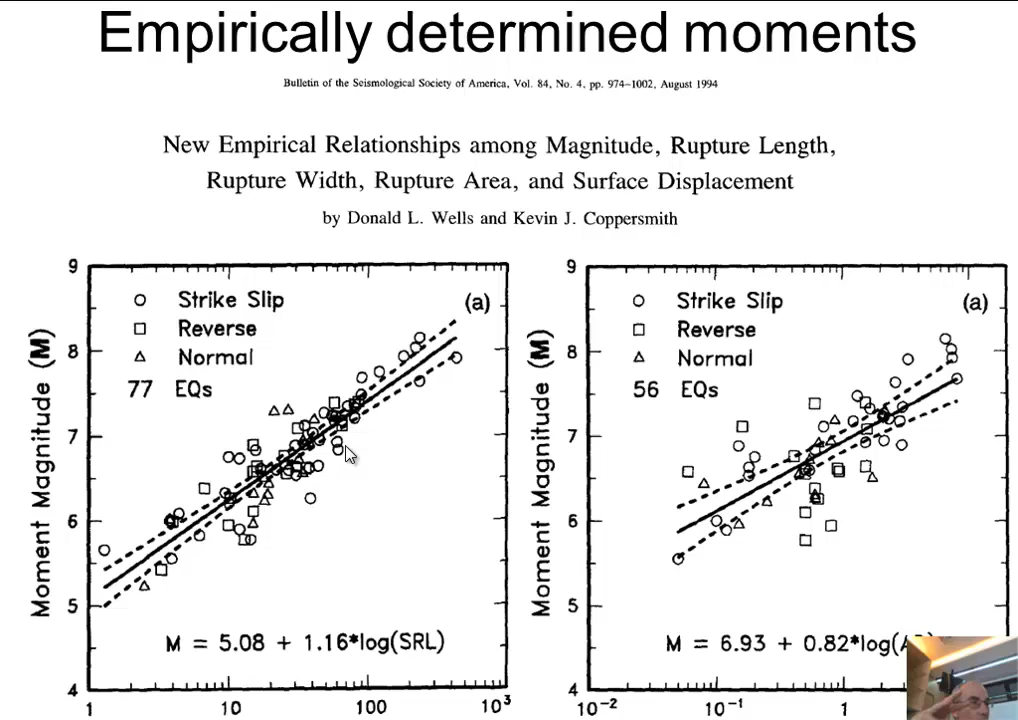 Empirically determined moments
Bulletin of the Seismological Society of America, Vol. 84, No. 4, pp. 974–1002, August 1994
New Empirical Relationships among Magnitude, Rupture Length,
Rupture Width, Rupture Area, and Surface Displacement
by Donald L. Wells and Kevin J. Coppersmith
9
8
7
6
5
4
Moment Magnitude (M)
Strike Slip
Reverse
Normal
77 EQs
(a)
M = 5.08 + 1.16*log(SRL)
1
10
100
10³
9
8
7
6
5
4
Moment Magnitude (M)
Strike Slip
Reverse
Normal
56 EQs
(a)
M = 6.93 + 0.82*log(
10⁻²
10⁻¹
1